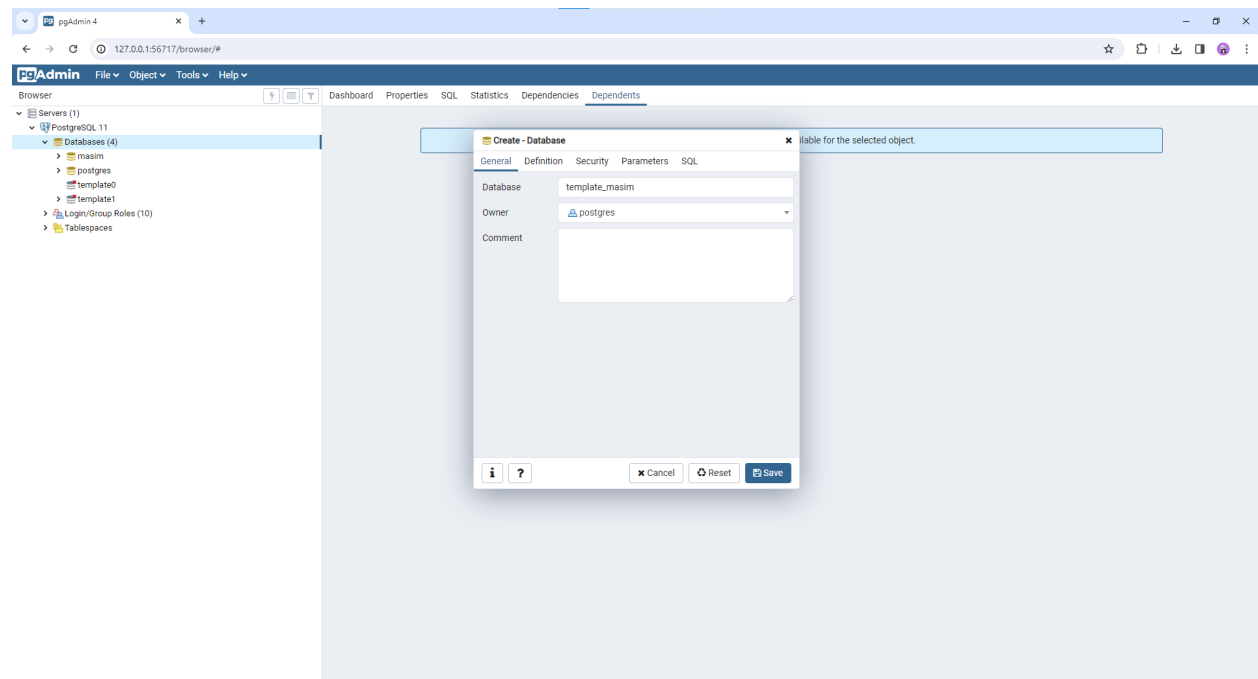 pgAdmin 4
127.0.0.1:56717/browser/#
pgAdmin File Object Tools Help
Browser
Dashboard Properties SQL Statistics Dependencies Dependents
Servers (1)
PostgreSQL 11
Databases (4)
masim
postgres
template0
template1
Login/Group Roles (10)
Tablespaces
ilable for the selected object.
Create - Database
General Definition Security Parameters SQL
Database template_masim
Owner postgres
Comment
i ? Cancel Reset Save